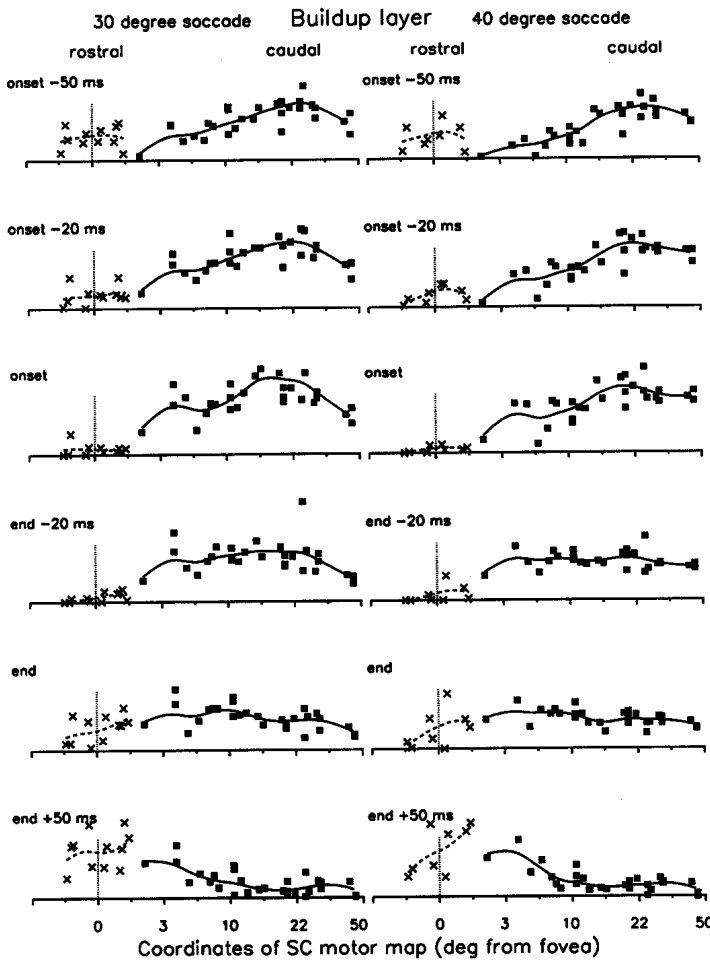 30 degree saccade Buildup layer 40 degree saccade
rostral caudal rostral caudal
onset −50 ms onset −50 ms
onset −20 ms onset −20 ms
onset onset
end −20 ms end −20 ms
end end
end +50 ms end +50 ms
0 3 10 22 50 0 3 10 22 50
Coordinates of SC motor map (deg from fovea)